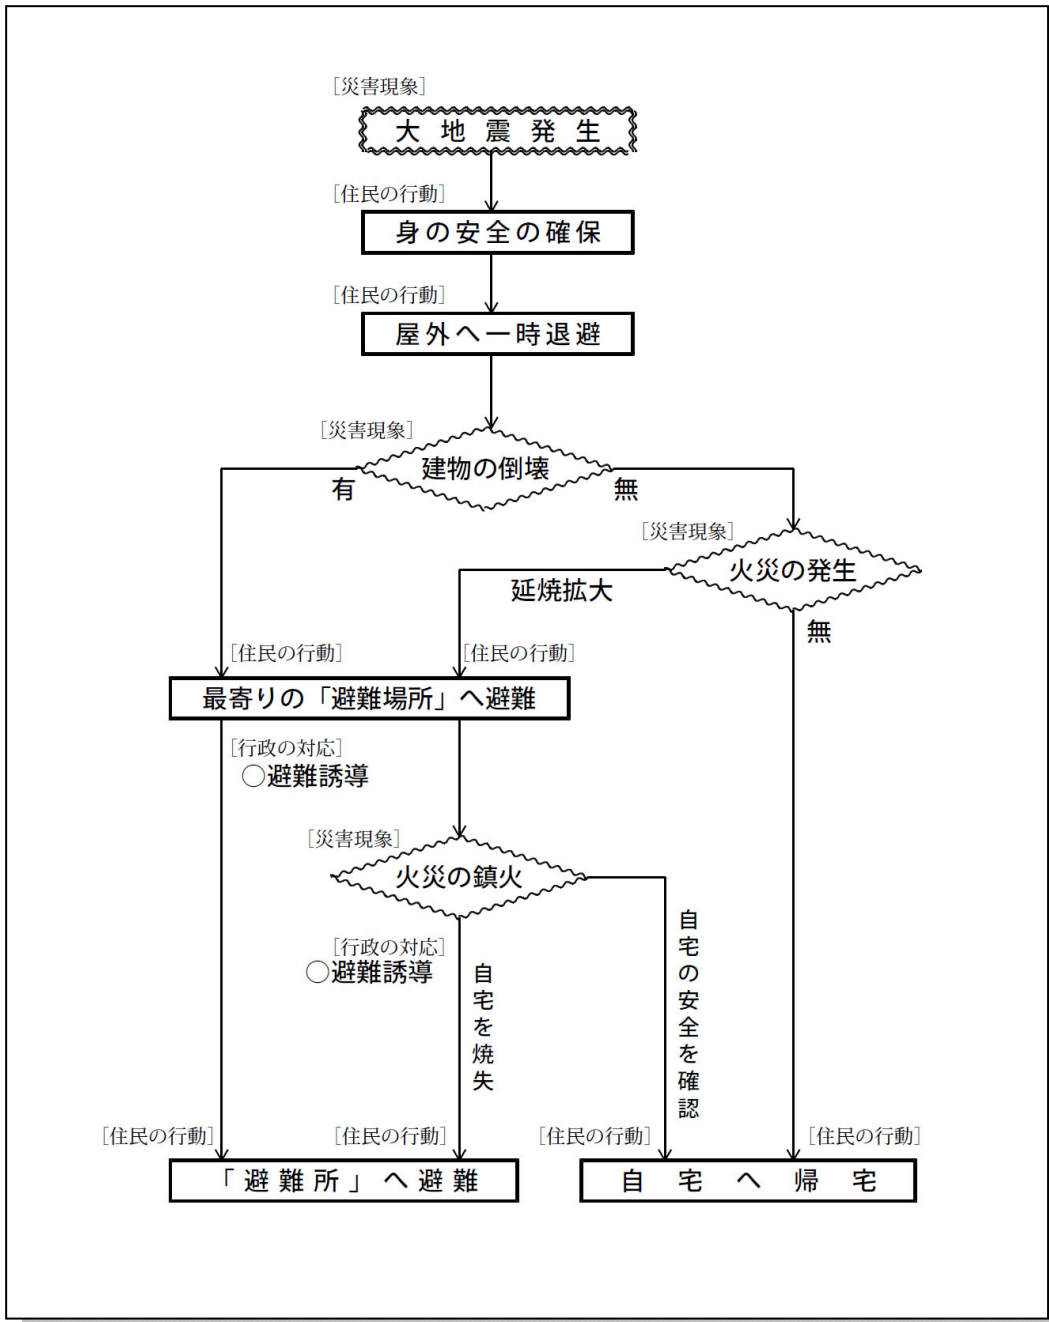 [災害現象]
大地震発生
[住民の行動]
身の安全の確保
[住民の行動]
屋外へ一時退避
[災害現象]
建物の倒壊
有
無
[災害現象]
火災の発生
延焼拡大
無
[住民の行動]
[住民の行動]
最寄りの「避難場所」へ避難
[行政の対応]
○避難誘導
[災害現象]
火災の鎮火
自宅の安全を確認
[行政の対応]
○避難誘導
自宅を焼失
[住民の行動]
[住民の行動]
[住民の行動]
[住民の行動]
「避難所」へ避難
自宅へ帰宅